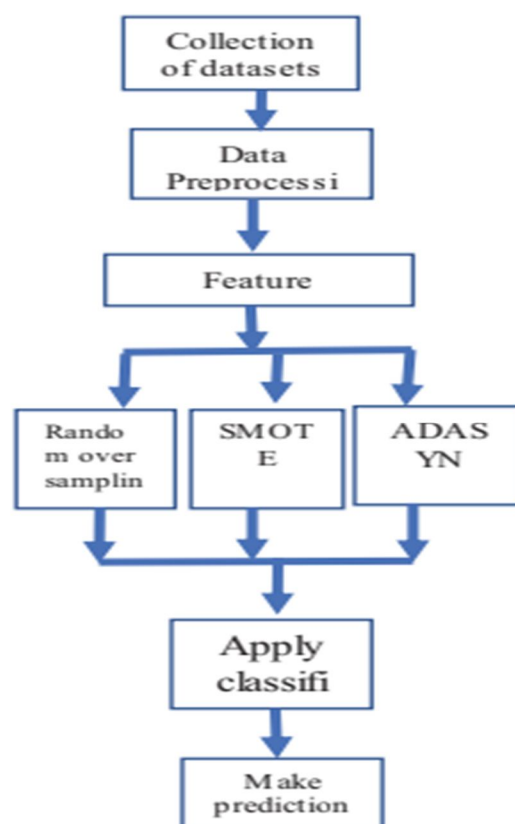 Collection
of datasets
Data
Preprocessi
Feature
Rando
m over
samplin
SMOT
E
ADAS
YN
Apply
classifi
Make
prediction